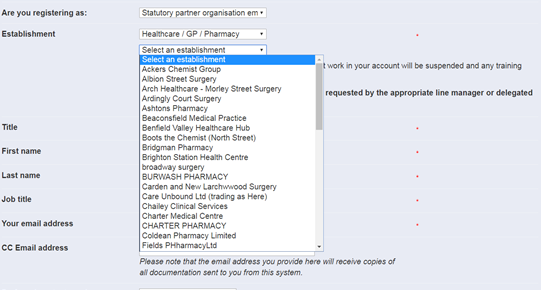 Are you registering as: Statutory partner organisation em
Establishment Healthcare / GP / Pharmacy *
Select an establishment
Select an establishment
t work in your account will be suspended and any training
Ackers Chemist Group
Albion Street Surgery
Arch Healthcare - Morley Street Surgery
requested by the appropriate line manager or delegated
Ardingly Court Surgery
Ashtons Pharmacy
Beaconsfield Medical Practice
Title *
Benfield Valley Healthcare Hub
Boots the Chemist (North Street)
Bridgman Pharmacy
First name *
Brighton Station Health Centre
broadway surgery
Last name *
BURWASH PHARMACY
Carden and New Larchwwood Surgery
Care Unbound Ltd (trading as Here)
Job title *
Chailey Clinical Services
Charter Medical Centre
Your email address *
CHARTER PHARMACY
Coldean Pharmacy Limited
CC Email address
Fields PHharmacyLtd
Please note that the email address you provide here will receive copies of
all documentation sent to you from this system.